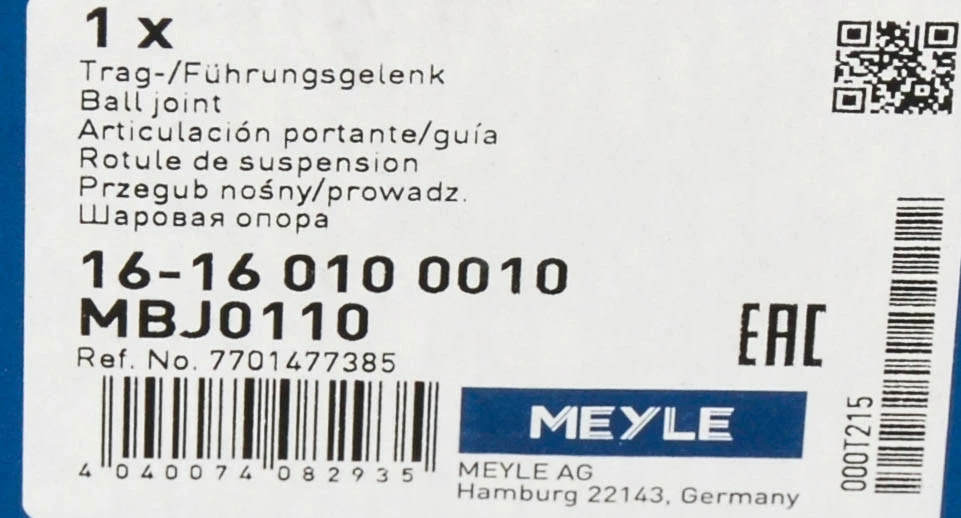 1 x
Trag-/Führungsgelenk
Ball joint
Articulación portante/guía
Rotule de suspension
Przegub nośny/prowadz.
Шаровая опора
16-16 010 0010
MBJ0110
Ref. No. 7701477385
4 040074 082935
EAC
MEYLE
MEYLE AG
Hamburg 22143, Germany
000T215